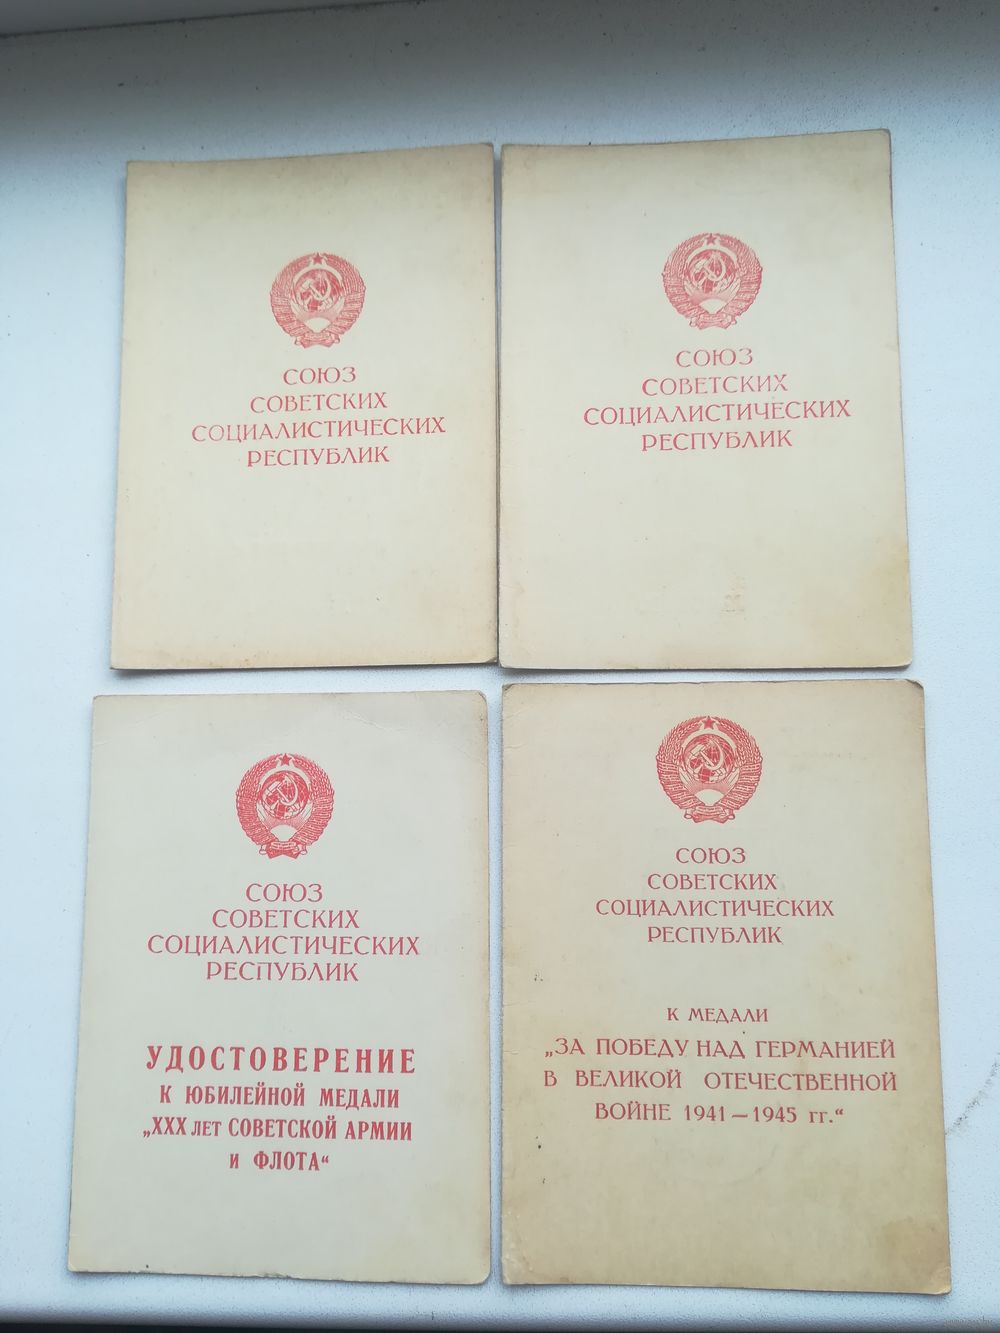 СОЮЗ
СОВЕТСКИХ
СОЦИАЛИСТИЧЕСКИХ
РЕСПУБЛИК
СОЮЗ
СОВЕТСКИХ
СОЦИАЛИСТИЧЕСКИХ
РЕСПУБЛИК
СОЮЗ
СОВЕТСКИХ
СОЦИАЛИСТИЧЕСКИХ
РЕСПУБЛИК
УДОСТОВЕРЕНИЕ
К ЮБИЛЕЙНОЙ МЕДАЛИ
„XXX ЛЕТ СОВЕТСКОЙ АРМИИ
И ФЛОТА“
СОЮЗ
СОВЕТСКИХ
СОЦИАЛИСТИЧЕСКИХ
РЕСПУБЛИК
К МЕДАЛИ
„ЗА ПОБЕДУ НАД ГЕРМАНИЕЙ
В ВЕЛИКОЙ ОТЕЧЕСТВЕННОЙ
ВОЙНЕ 1941—1945 гг.“